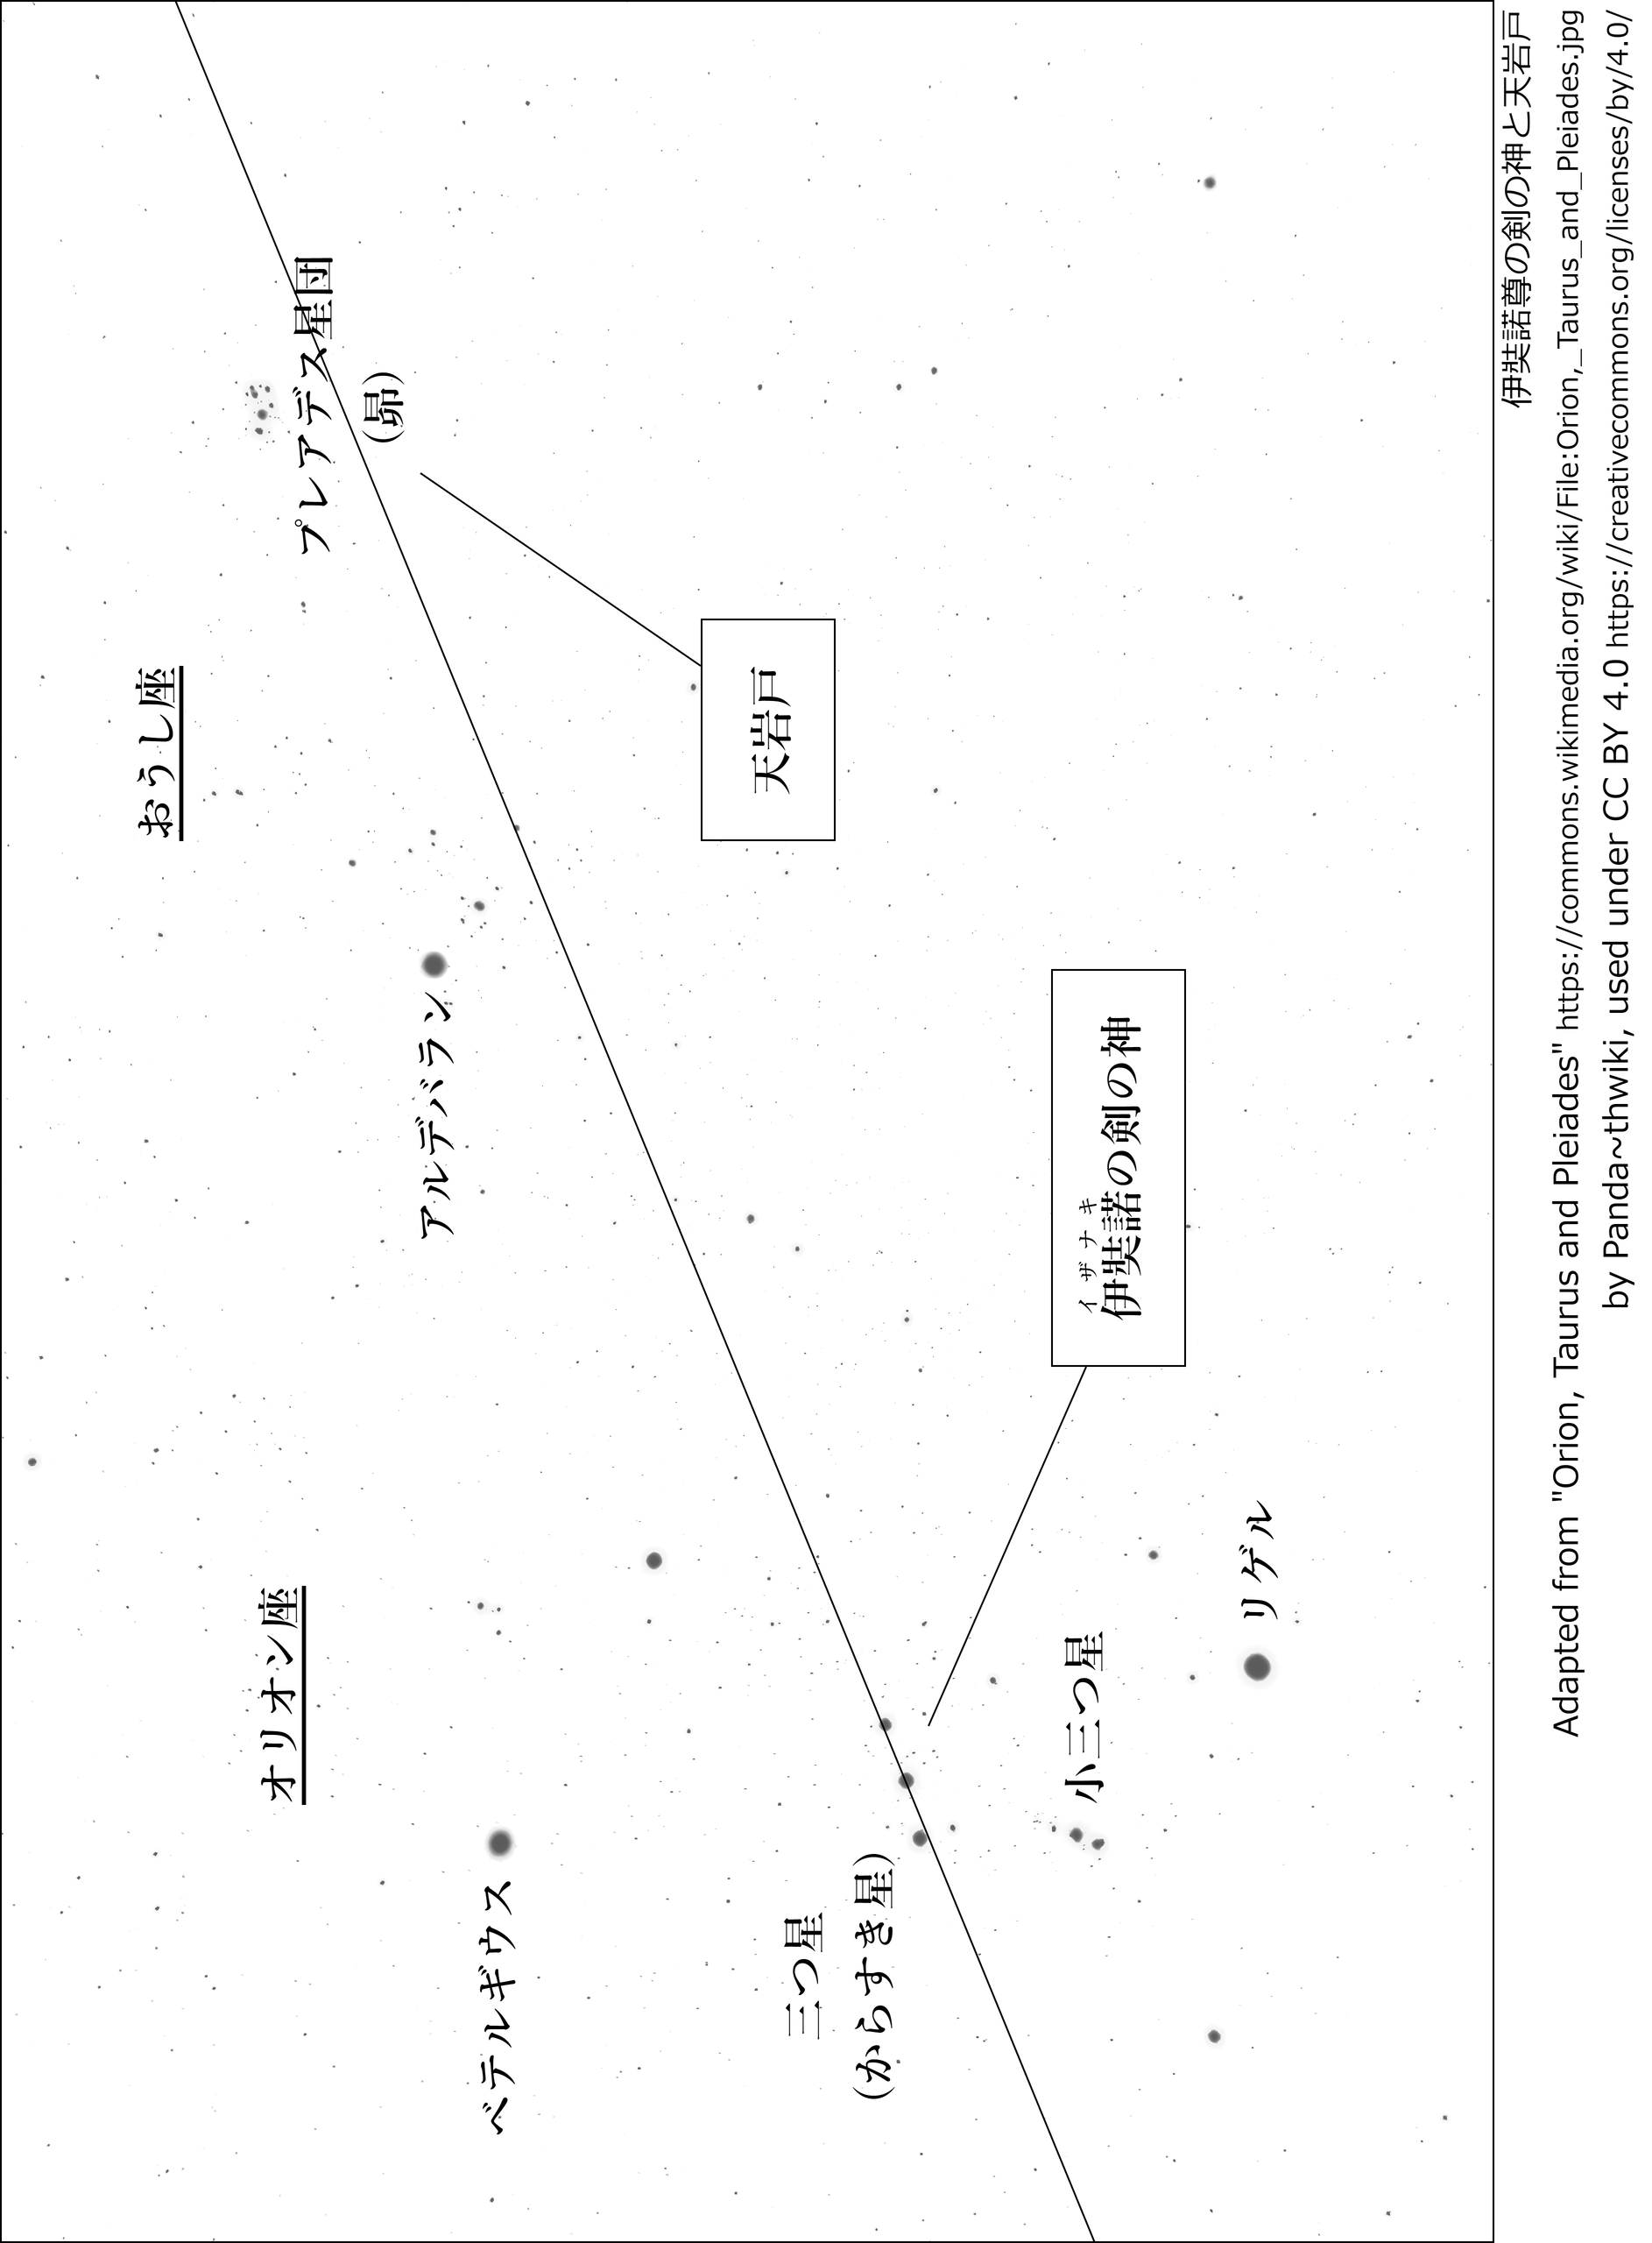 おうし座
プレアデス星団
(昴)
アルデバラン
天岩戸
オリオン座
ベテルギウス
三つ星
(からすき星)
イザナキ
伊奘諾の剣の神
小三つ星
リゲル
伊奘諾尊の剣の神と天岩戸
Adapted from "Orion, Taurus and Pleiades" https://commons.wikimedia.org/wiki/File:Orion,_Taurus_and_Pleiades.jpg
by Panda~thwiki, used under CC BY 4.0 https://creativecommons.org/licenses/by/4.0/